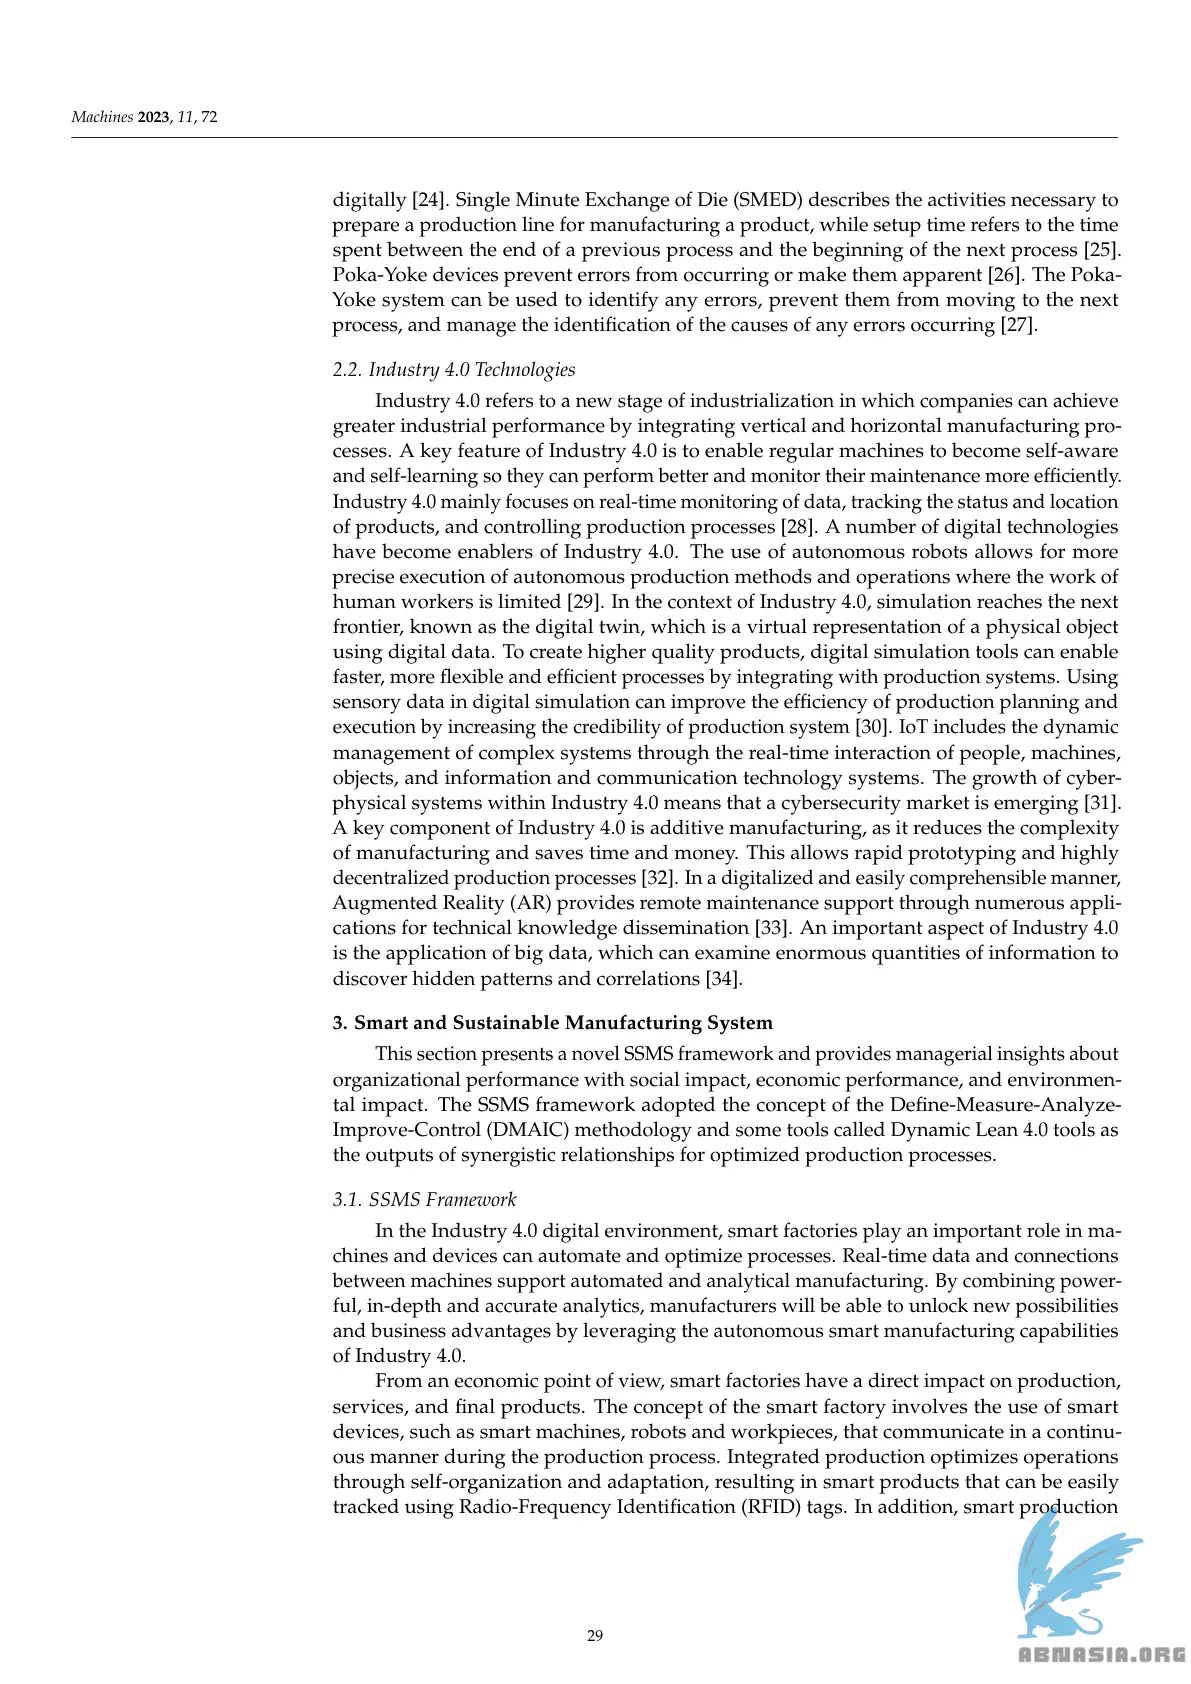 Machines 2023, 11, 72
digitally [24]. Single Minute Exchange of Die (SMED) describes the activities necessary to
prepare a production line for manufacturing a product, while setup time refers to the time
spent between the end of a previous process and the beginning of the next process [25].
Poka-Yoke devices prevent errors from occurring or make them apparent [26]. The Poka-
Yoke system can be used to identify any errors, prevent them from moving to the next
process, and manage the identification of the causes of any errors occurring [27].
2.2. Industry 4.0 Technologies
Industry 4.0 refers to a new stage of industrialization in which companies can achieve
greater industrial performance by integrating vertical and horizontal manufacturing pro-
cesses. A key feature of Industry 4.0 is to enable regular machines to become self-aware
and self-learning so they can perform better and monitor their maintenance more efficiently.
Industry 4.0 mainly focuses on real-time monitoring of data, tracking the status and location
of products, and controlling production processes [28]. A number of digital technologies
have become enablers of Industry 4.0. The use of autonomous robots allows for more
precise execution of autonomous production methods and operations where the work of
human workers is limited [29]. In the context of Industry 4.0, simulation reaches the next
frontier, known as the digital twin, which is a virtual representation of a physical object
using digital data. To create higher quality products, digital simulation tools can enable
faster, more flexible and efficient processes by integrating with production systems. Using
sensory data in digital simulation can improve the efficiency of production planning and
execution by increasing the credibility of production system [30]. IoT includes the dynamic
management of complex systems through the real-time interaction of people, machines,
objects, and information and communication technology systems. The growth of cyber-
physical systems within Industry 4.0 means that a cybersecurity market is emerging [31].
A key component of Industry 4.0 is additive manufacturing, as it reduces the complexity
of manufacturing and saves time and money. This allows rapid prototyping and highly
decentralized production processes [32]. In a digitalized and easily comprehensible manner,
Augmented Reality (AR) provides remote maintenance support through numerous appli-
cations for technical knowledge dissemination [33]. An important aspect of Industry 4.0
is the application of big data, which can examine enormous quantities of information to
discover hidden patterns and correlations [34].
3. Smart and Sustainable Manufacturing System
This section presents a novel SSMS framework and provides managerial insights about
organizational performance with social impact, economic performance, and environmen-
tal impact. The SSMS framework adopted the concept of the Define-Measure-Analyze-
Improve-Control (DMAIC) methodology and some tools called Dynamic Lean 4.0 tools as
the outputs of synergistic relationships for optimized production processes.
3.1. SSMS Framework
In the Industry 4.0 digital environment, smart factories play an important role in ma-
chines and devices can automate and optimize processes. Real-time data and connections
between machines support automated and analytical manufacturing. By combining power-
ful, in-depth and accurate analytics, manufacturers will be able to unlock new possibilities
and business advantages by leveraging the autonomous smart manufacturing capabilities
of Industry 4.0.
From an economic point of view, smart factories have a direct impact on production,
services, and final products. The concept of the smart factory involves the use of smart
devices, such as smart machines, robots and workpieces, that communicate in a continu-
ous manner during the production process. Integrated production optimizes operations
through self-organization and adaptation, resulting in smart products that can be easily
tracked using Radio-Frequency Identification (RFID) tags. In addition, smart production
29
ABNASIA.ORG